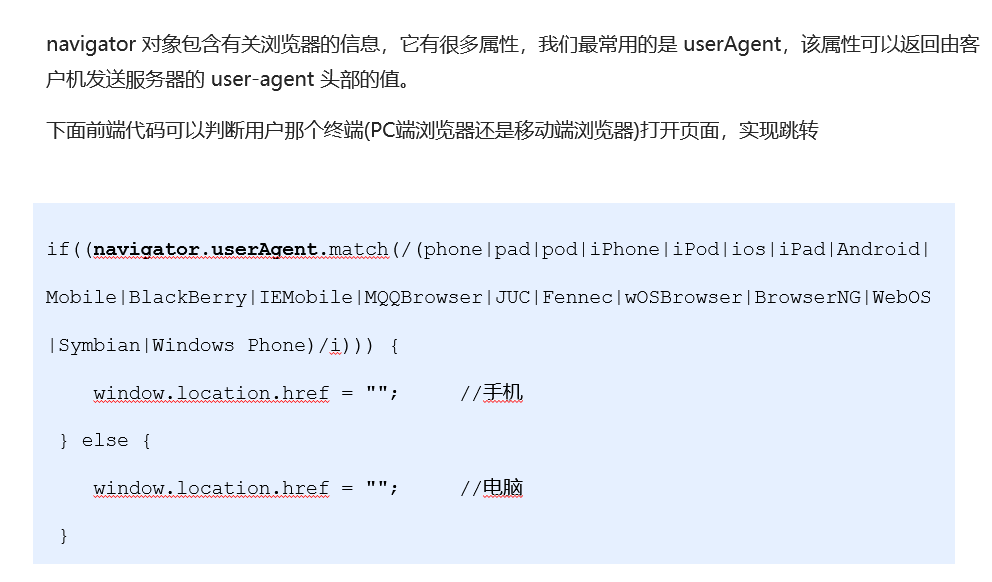 navigator 对象包含有关浏览器的信息，它有很多属性，我们最常用的是 userAgent，该属性可以返回由客
户机发送服务器的 user-agent 头部的值。
下面前端代码可以判断用户那个终端(PC端浏览器还是移动端浏览器)打开页面，实现跳转
if((navigator.userAgent.match(/(phone|pad|pod|iPhone|iPod|ios|iPad|Android|
Mobile|BlackBerry|IEMobile|MQQBrowser|JUC|Fennec|wOSBrowser|BrowserNG|WebOS
|Symbian|Windows Phone)/i))) {
    window.location.href = "";     //手机
 } else {
    window.location.href = "";     //电脑
 }